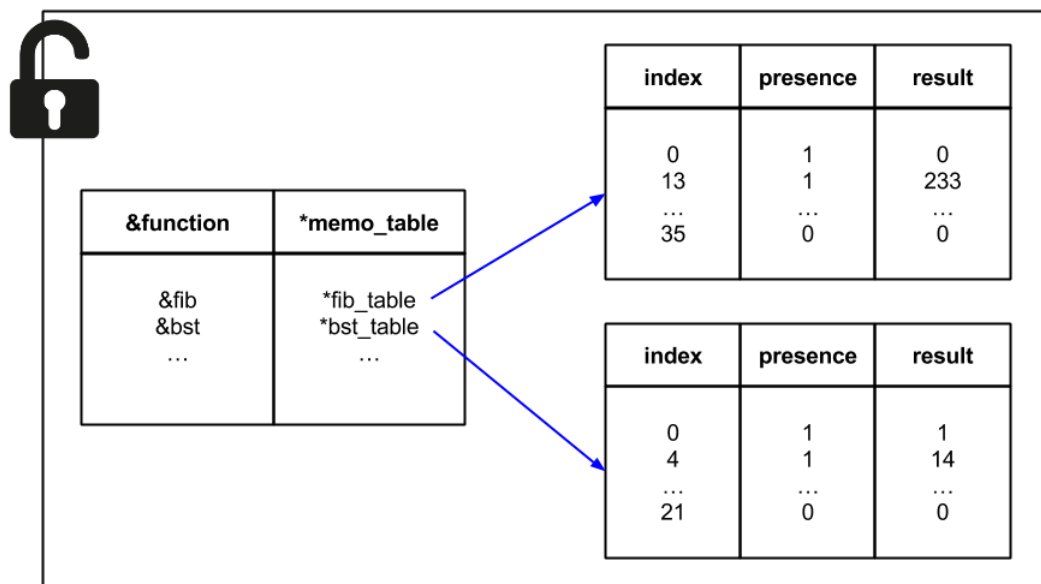 &function *memo_table
&fib *fib_table
&bst *bst_table
… …
index presence result
0 1 0
13 1 233
… … …
35 0 0
index presence result
0 1 1
4 1 14
… … …
21 0 0